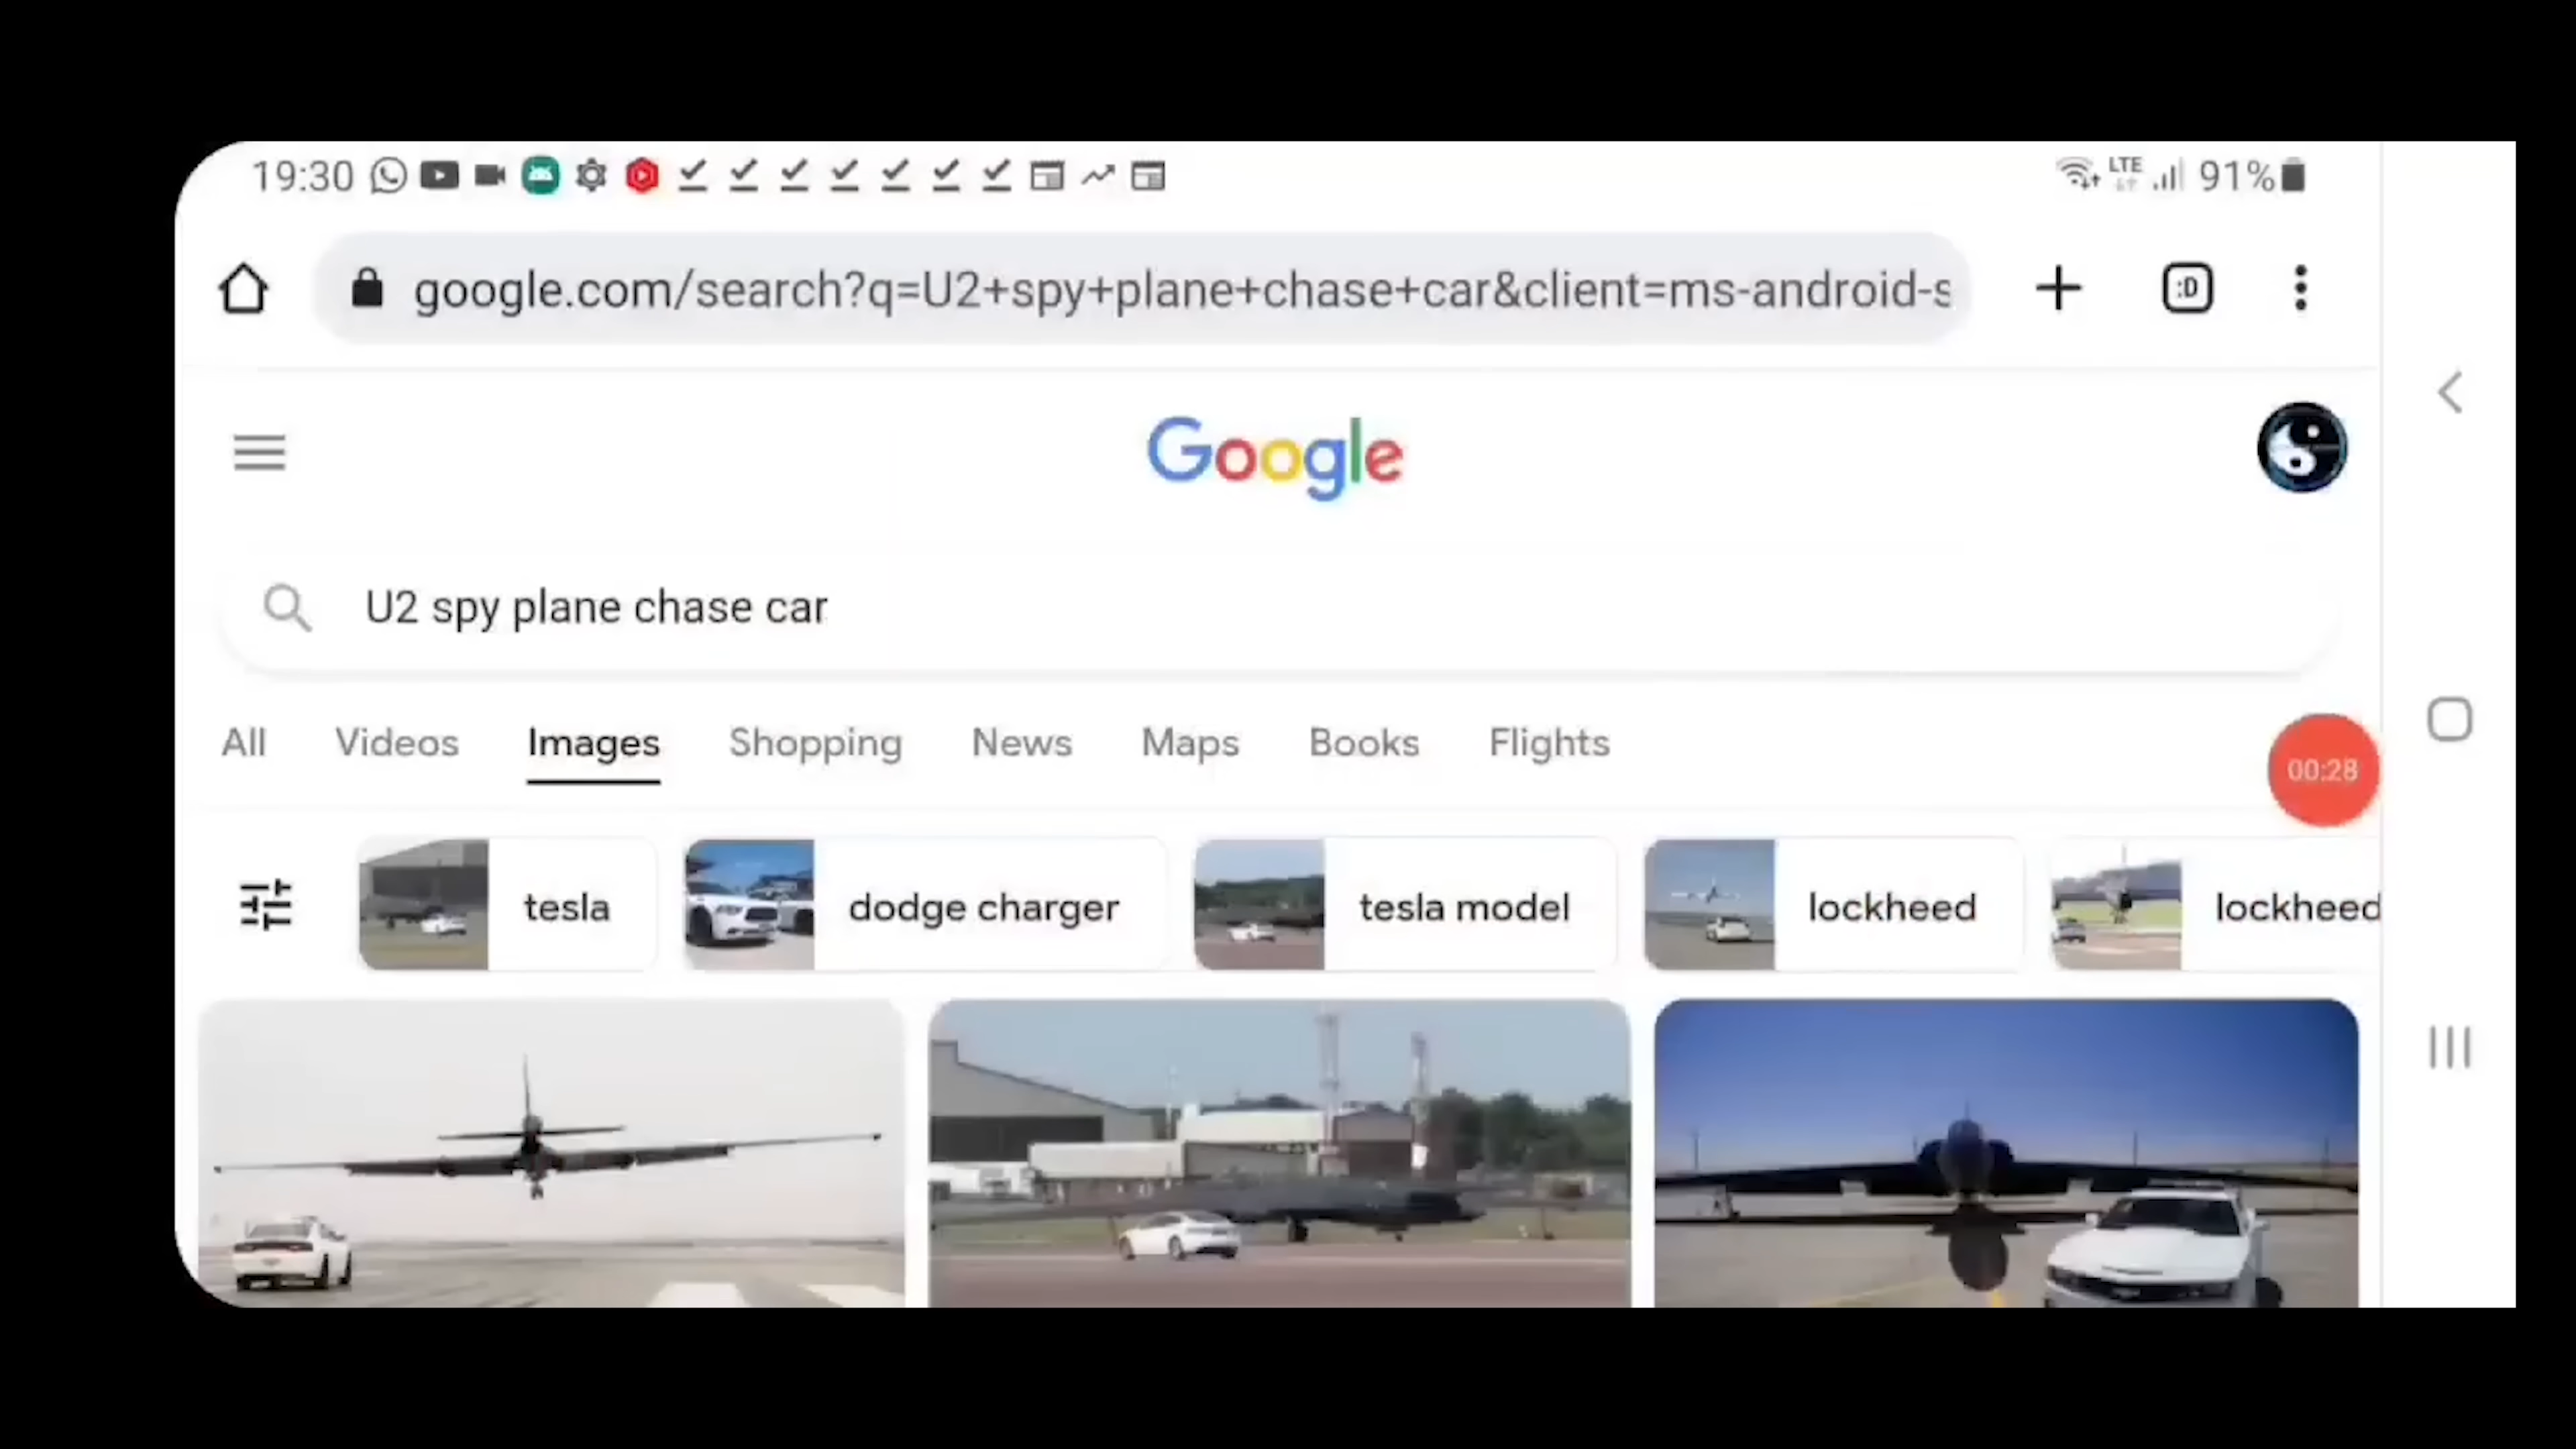 19:30 LTE 91%
google.com/search?q=U2+spy+plane+chase+car&client=ms-android-s :D
Google
U2 spy plane chase car
All Videos Images Shopping News Maps Books Flights
00:28
tesla dodge charger tesla model lockheed lockheed